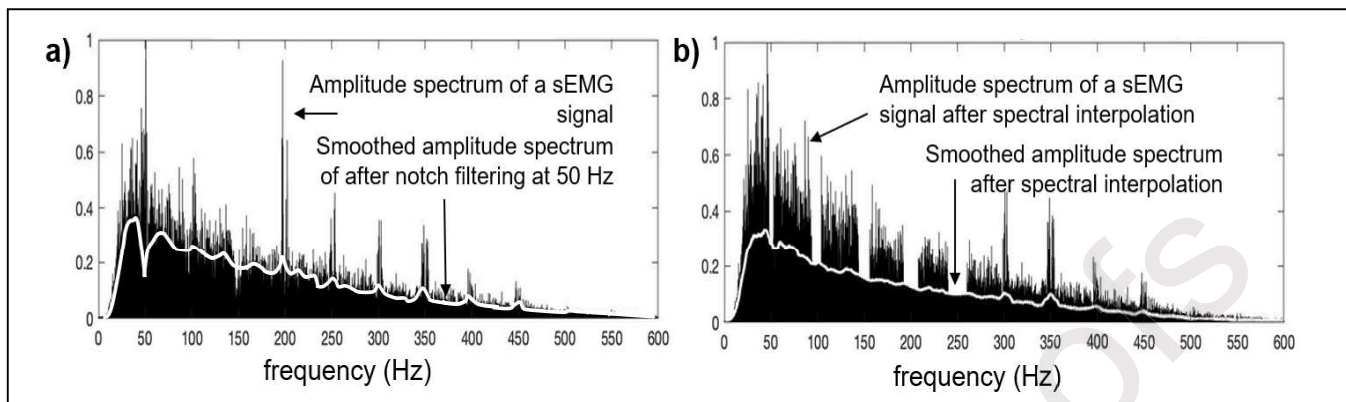 a)
1
0.8
0.6
0.4
0.2
0
Amplitude spectrum of a sEMG
signal
Smoothed amplitude spectrum
of after notch filtering at 50 Hz
0 50 100 150 200 250 300 350 400 450 500 550 600
frequency (Hz)
b)
1
0.8
0.6
0.4
0.2
0
Amplitude spectrum of a sEMG
signal after spectral interpolation
Smoothed amplitude spectrum
after spectral interpolation
0 50 100 150 200 250 300 350 400 450 500 550 600
frequency (Hz)
ofs